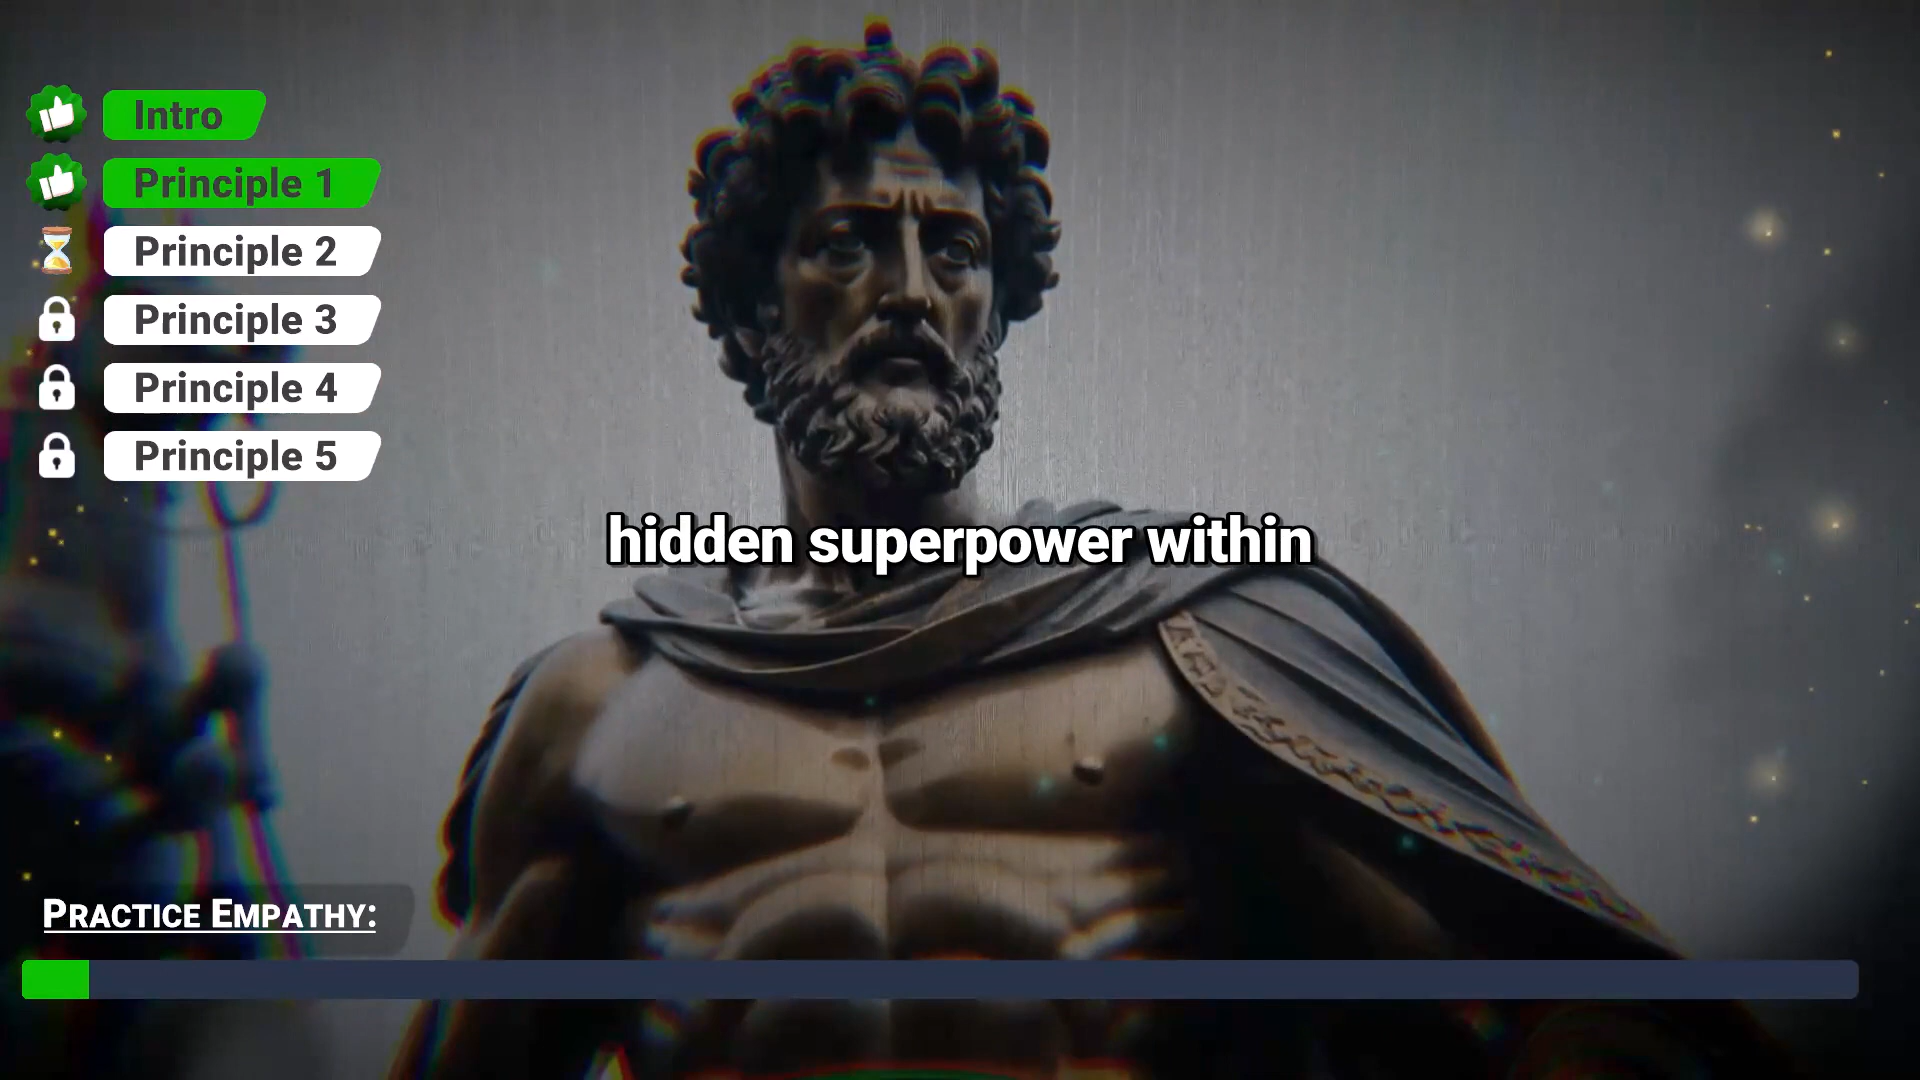 Intro
Principle 1
Principle 2
Principle 3
Principle 4
Principle 5
hidden superpower within
PRACTICE EMPATHY: